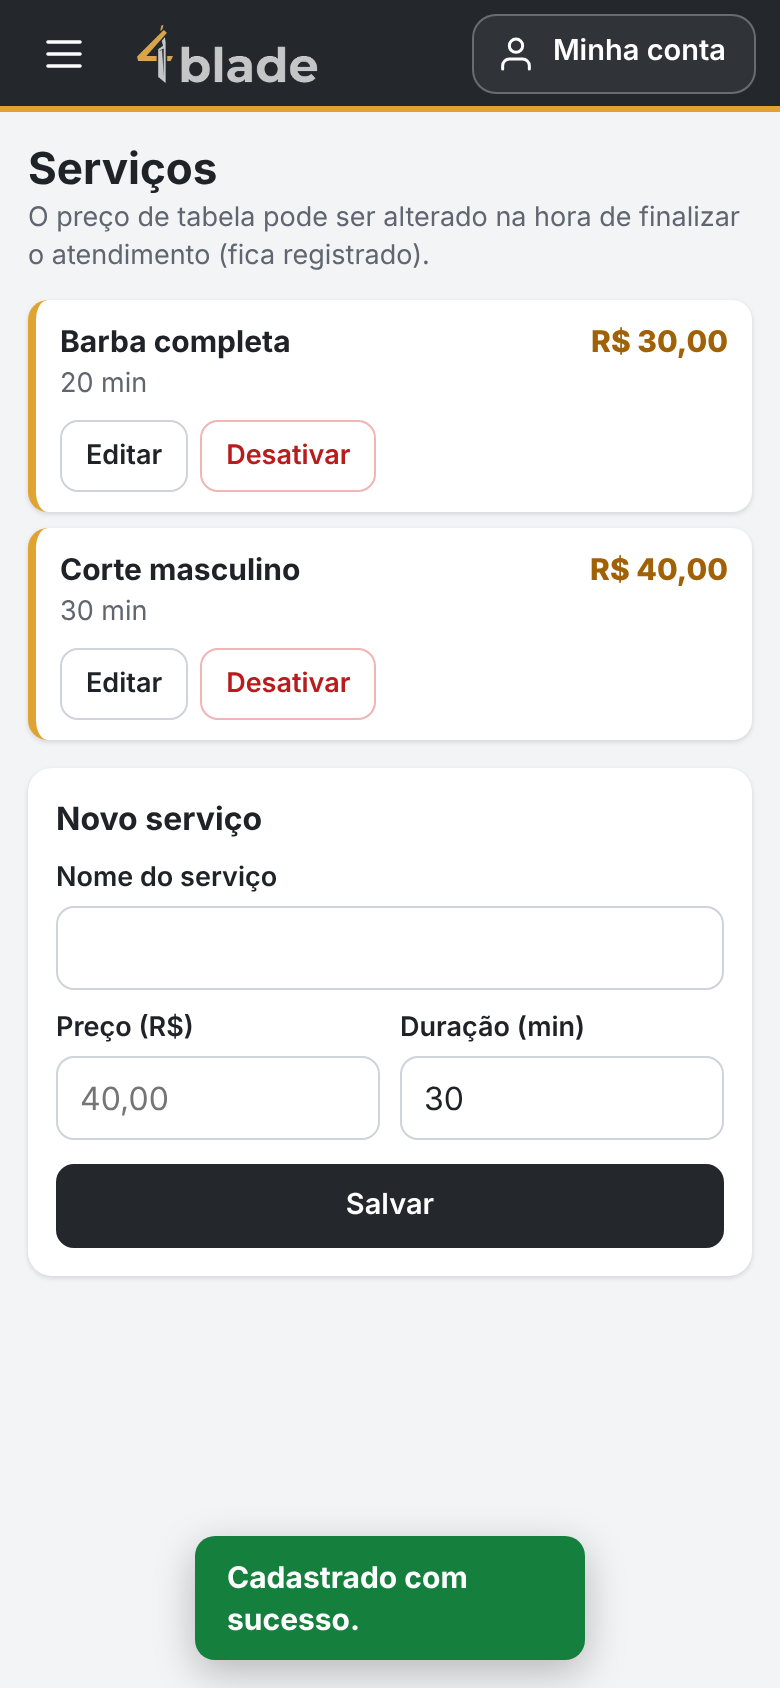 4blade
Minha conta
Serviços
O preço de tabela pode ser alterado na hora de finalizar
o atendimento (fica registrado).
Barba completa
R$ 30,00
20 min
Editar
Desativar
Corte masculino
R$ 40,00
30 min
Editar
Desativar
Novo serviço
Nome do serviço
Preço (R$)
Duração (min)
40,00
30
Salvar
Cadastrado com
sucesso.